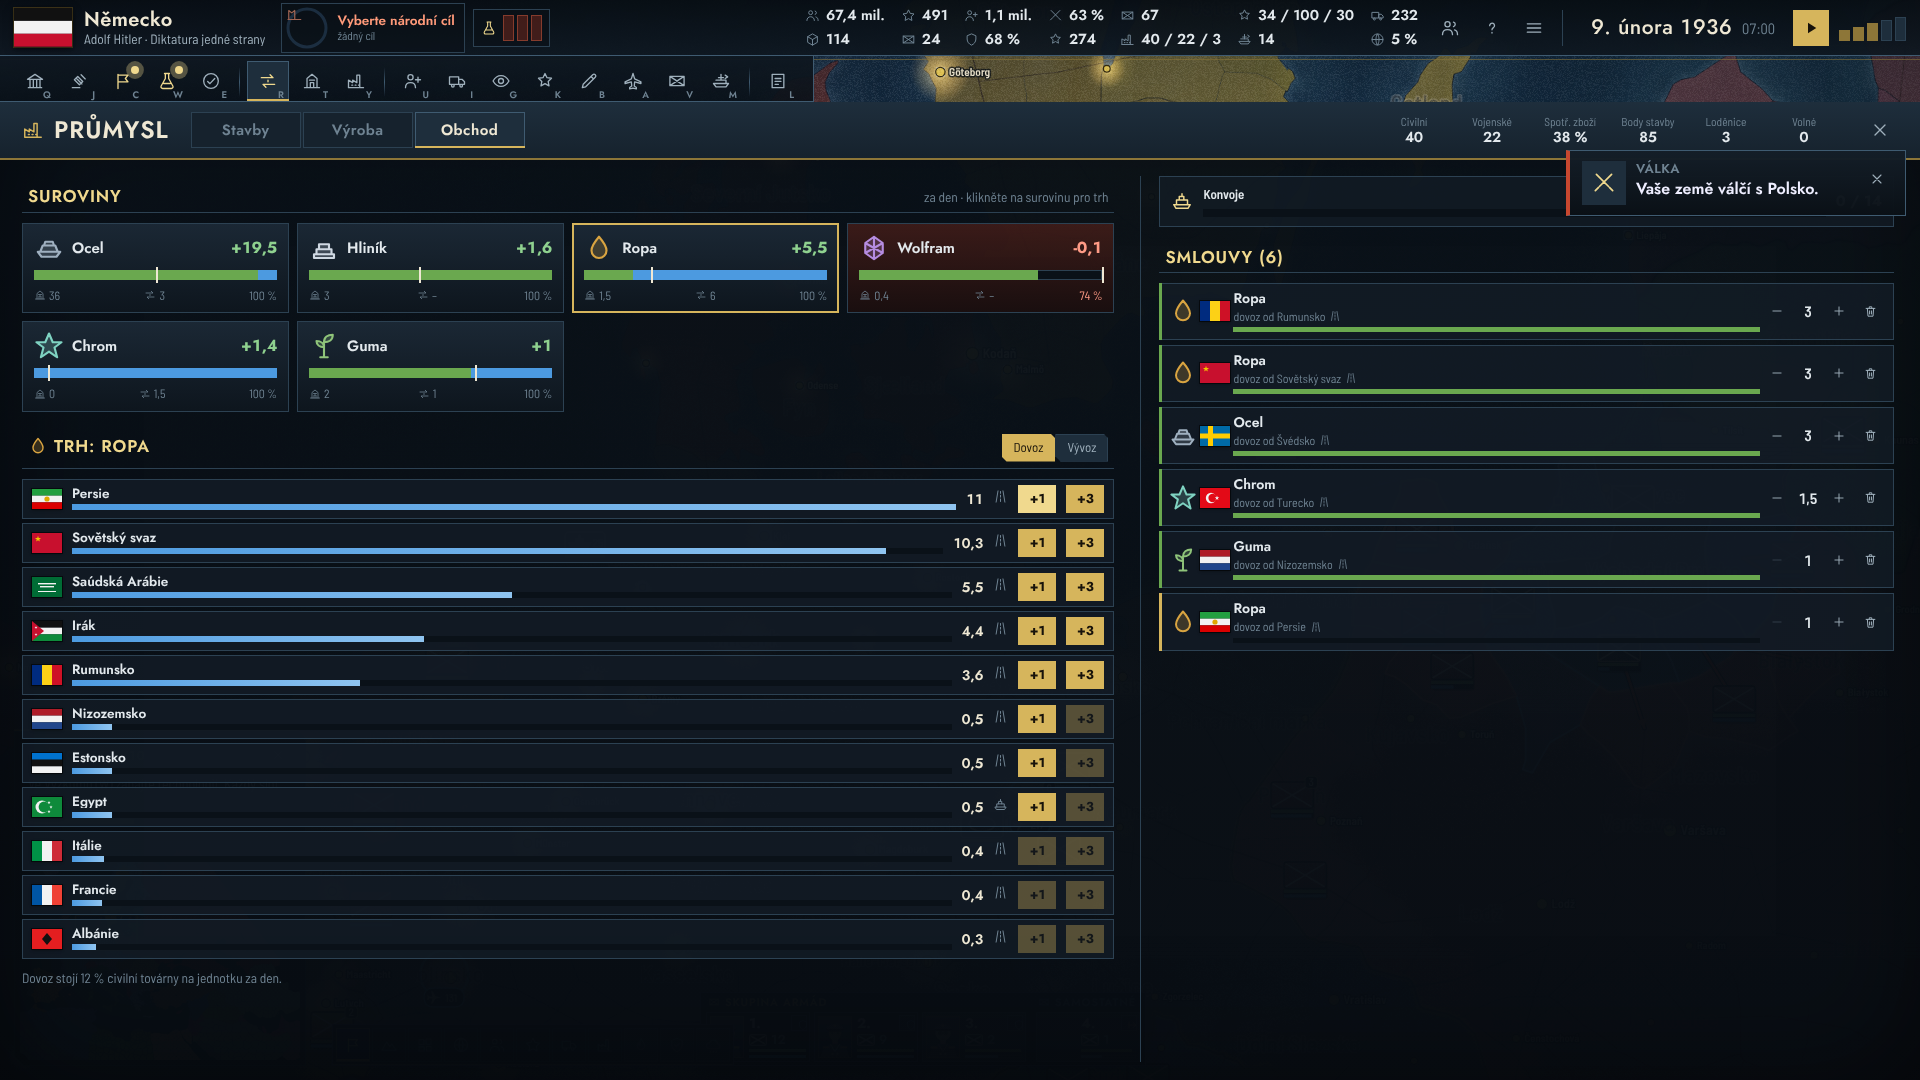 Německo
Adolf Hitler · Diktatura jedné strany
Vyberte národní cíl
žádný cíl
67,4 mil.
491
1,1 mil.
63 %
67
34 / 100 / 30
232
114
24
68 %
274
40 / 22 / 3
14
5 %
?
9. února 1936 07:00
Q
J
C
W
E
R
T
Y
U
I
G
K
B
A
V
M
L
Göteborg
PRŮMYSL
Stavby
Výroba
Obchod
Civilní
40
Vojenské
22
Spotř. zboží
38 %
Body stavby
85
Loděnice
3
Volné
0
VÁLKA
Vaše země válčí s Polsko.
SUROVINY
za den · klikněte na surovinu pro trh
Ocel +19,5
36 3 100 %
Hliník +1,6
3 – 100 %
Ropa +5,5
1,5 6 100 %
Wolfram -0,1
0,4 – 74 %
Chrom +1,4
0 1,5 100 %
Guma +1
2 1 100 %
TRH: ROPA
Dovoz Vývoz
Persie 11 +1 +3
Sovětský svaz 10,3 +1 +3
Saúdská Arábie 5,5 +1 +3
Irák 4,4 +1 +3
Rumunsko 3,6 +1 +3
Nizozemsko 0,5 +1 +3
Estonsko 0,5 +1 +3
Egypt 0,5 +1 +3
Itálie 0,4 +1 +3
Francie 0,4 +1 +3
Albánie 0,3 +1 +3
Dovoz stojí 12 % civilní továrny na jednotku za den.
Konvoje
SMLOUVY (6)
Ropa
dovoz od Rumunsko
− 3 +
Ropa
dovoz od Sovětský svaz
− 3 +
Ocel
dovoz od Švédsko
− 3 +
Chrom
dovoz od Turecko
− 1,5 +
Guma
dovoz od Nizozemsko
− 1 +
Ropa
dovoz od Persie
− 1 +